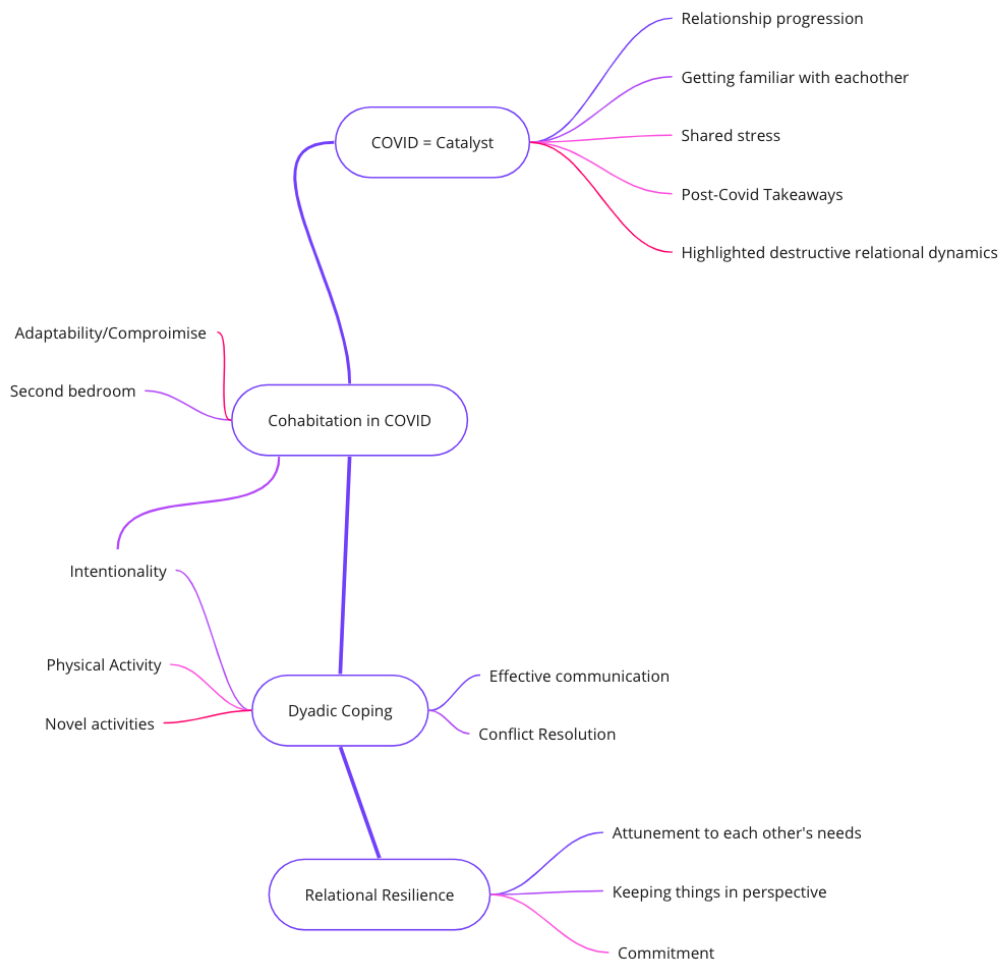 Relationship progression
Getting familiar with eachother
COVID = Catalyst
Shared stress
Post-Covid Takeaways
Highlighted destructive relational dynamics
Adaptability/Comproimise
Second bedroom
Cohabitation in COVID
Intentionality
Physical Activity
Novel activities
Dyadic Coping
Effective communication
Conflict Resolution
Relational Resilience
Attunement to each other's needs
Keeping things in perspective
Commitment